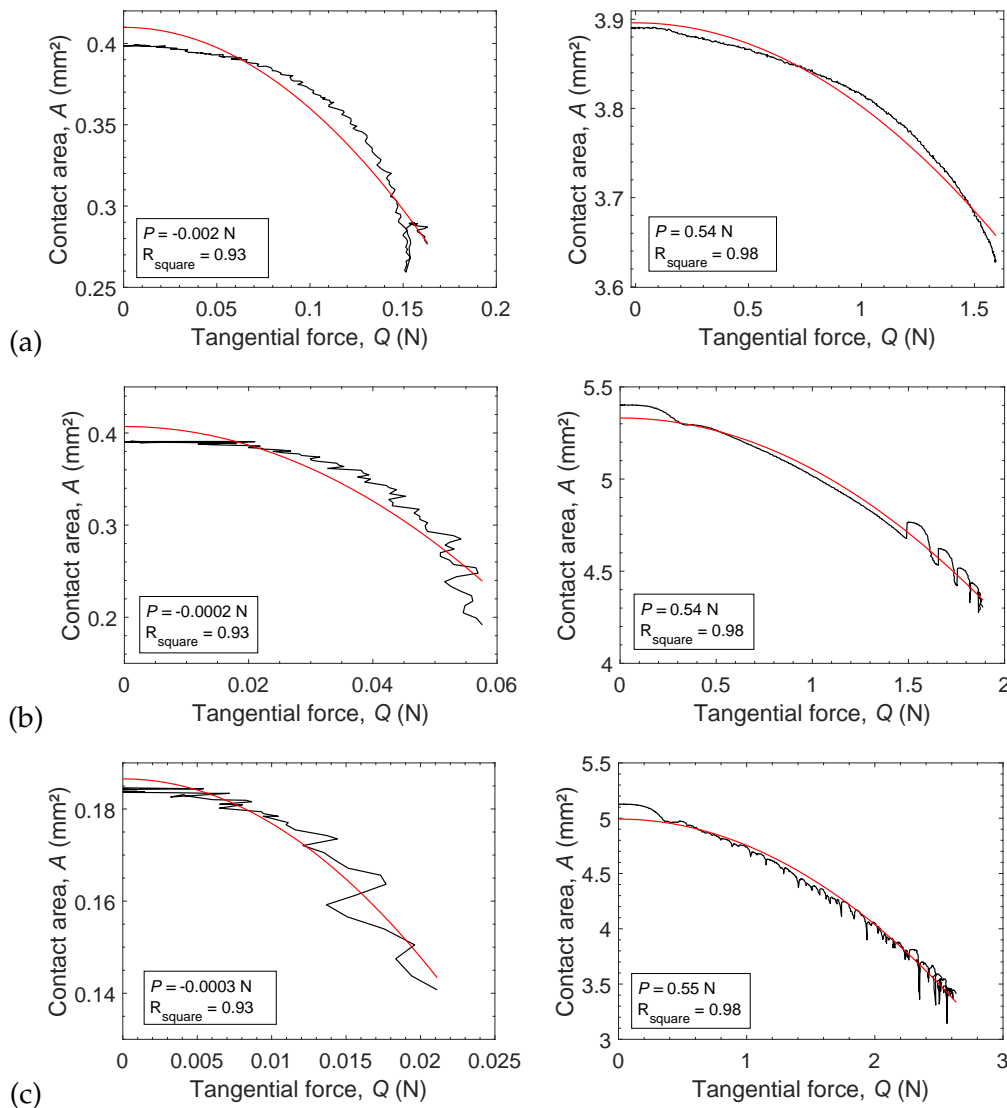 Contact area, A (mm²)
0.4
0.35
0.3
0.25
P = -0.002 N
R_square = 0.93
0 0.05 0.1 0.15 0.2
Tangential force, Q (N)
Contact area, A (mm²)
3.9
3.8
3.7
3.6
P = 0.54 N
R_square = 0.98
0 0.5 1 1.5
Tangential force, Q (N)
(a)
Contact area, A (mm²)
0.4
0.3
0.2
P = -0.0002 N
R_square = 0.93
0 0.02 0.04 0.06
Tangential force, Q (N)
Contact area, A (mm²)
5.5
5
4.5
4
P = 0.54 N
R_square = 0.98
0 0.5 1 1.5 2
Tangential force, Q (N)
(b)
Contact area, A (mm²)
0.18
0.16
0.14
P = -0.0003 N
R_square = 0.93
0 0.005 0.01 0.015 0.02 0.025
Tangential force, Q (N)
Contact area, A (mm²)
5.5
5
4.5
4
3.5
3
P = 0.55 N
R_square = 0.98
0 1 2 3
Tangential force, Q (N)
(c)